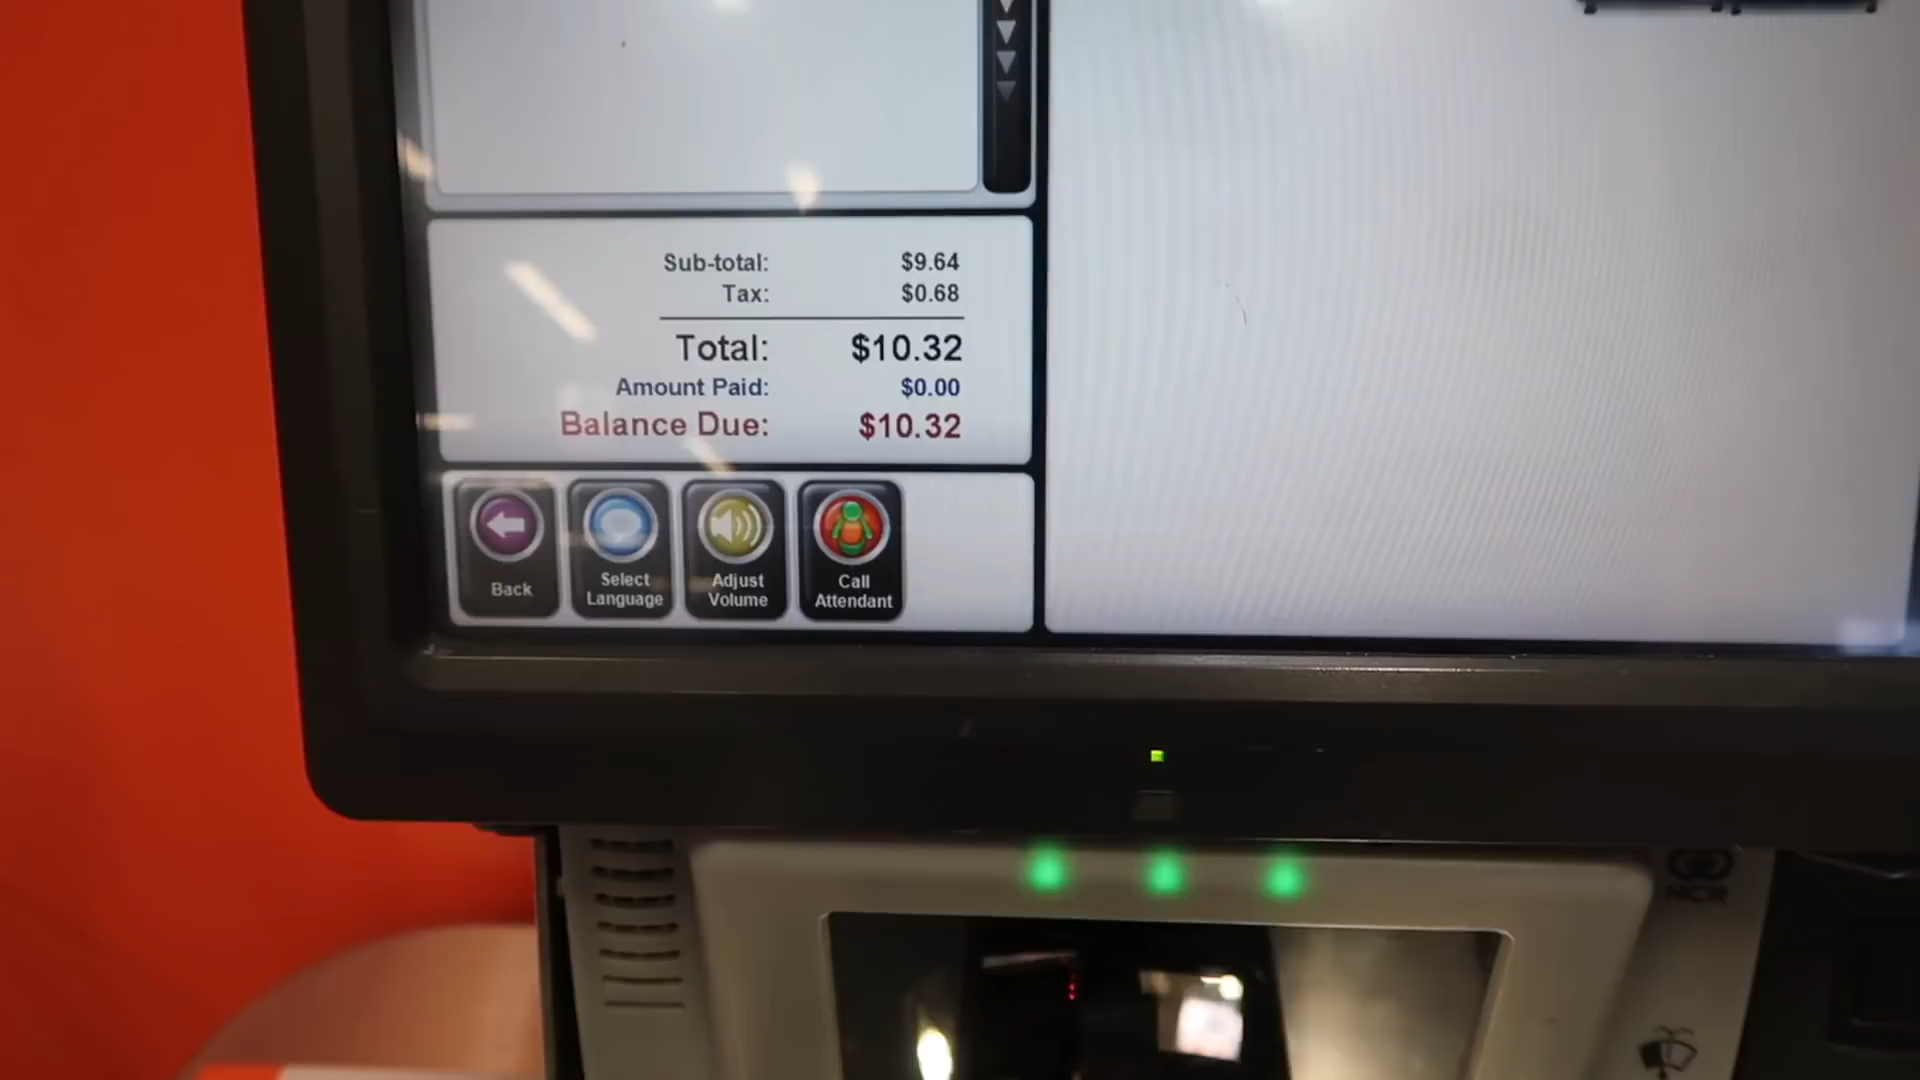 Sub-total: $9.64
Tax: $0.68
Total: $10.32
Amount Paid: $0.00
Balance Due: $10.32
Back
Select Language
Adjust Volume
Call Attendant
NCR